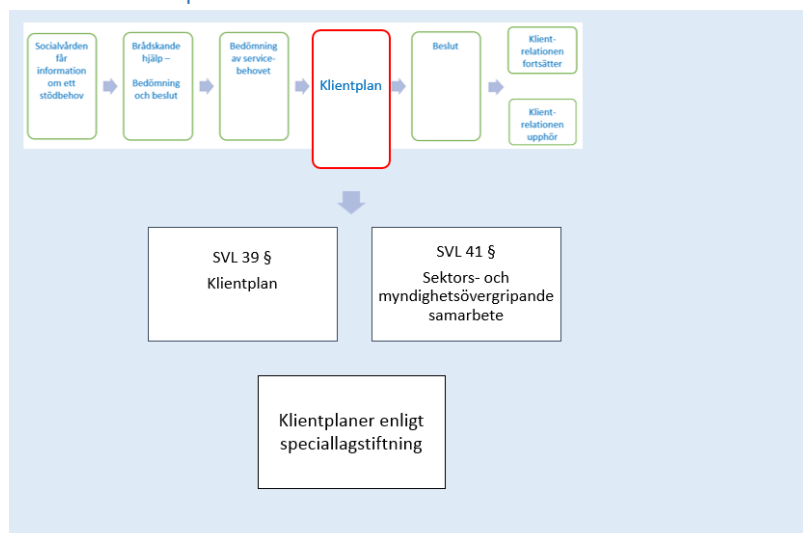 Socialvården
får
information
om ett
stödbehov
Brådskande
hjälp –
Bedömning
och beslut
Bedömning
av service-
behovet
Klientplan
Beslut
Klient-
relationen
fortsätter
Klient-
relationen
upphör
SVL 39 §
Klientplan
SVL 41 §
Sektors- och
myndighetsövergripande
samarbete
Klientplaner enligt
speciallagstiftning